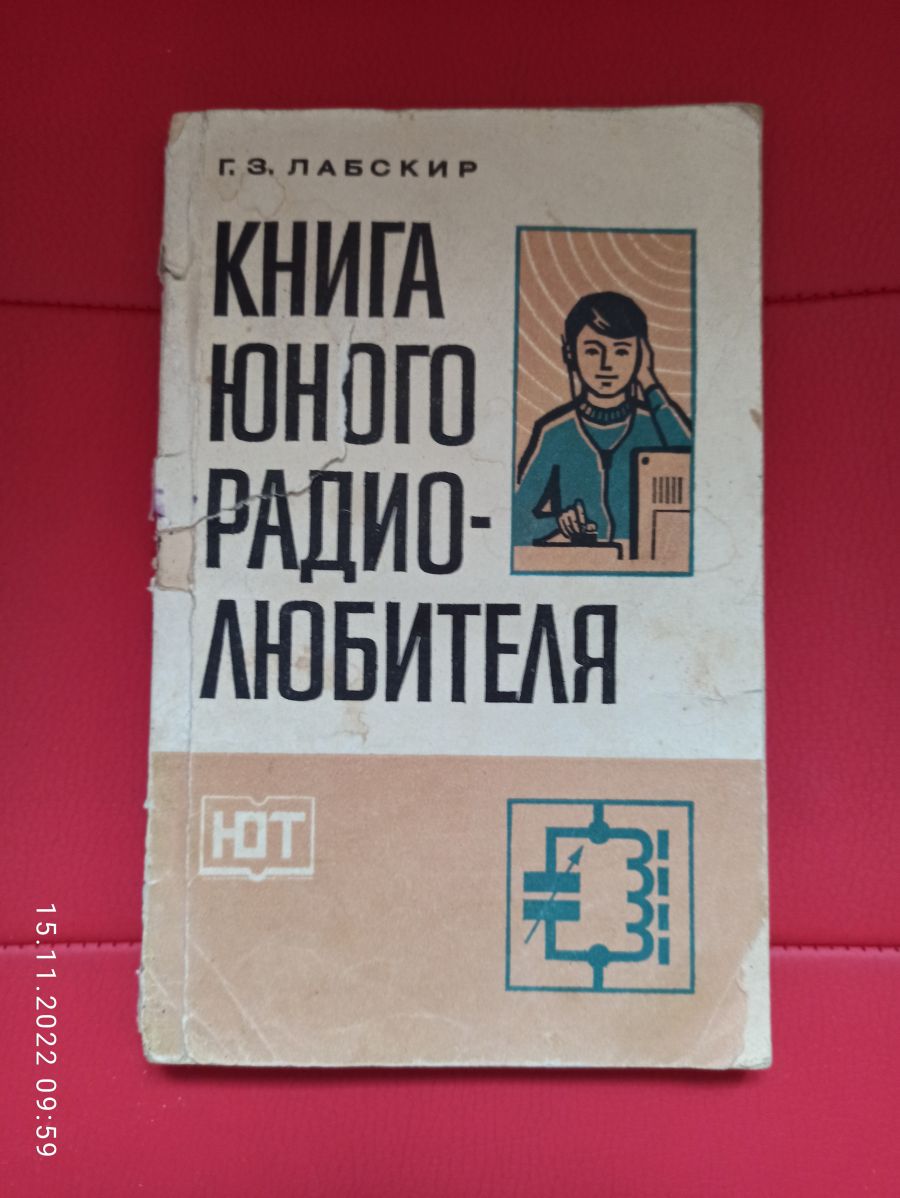 Г. З. ЛАБСКИР
КНИГА
ЮНОГО
РАДИО-
ЛЮБИТЕЛЯ
ЮТ
15.11.2022 09:59